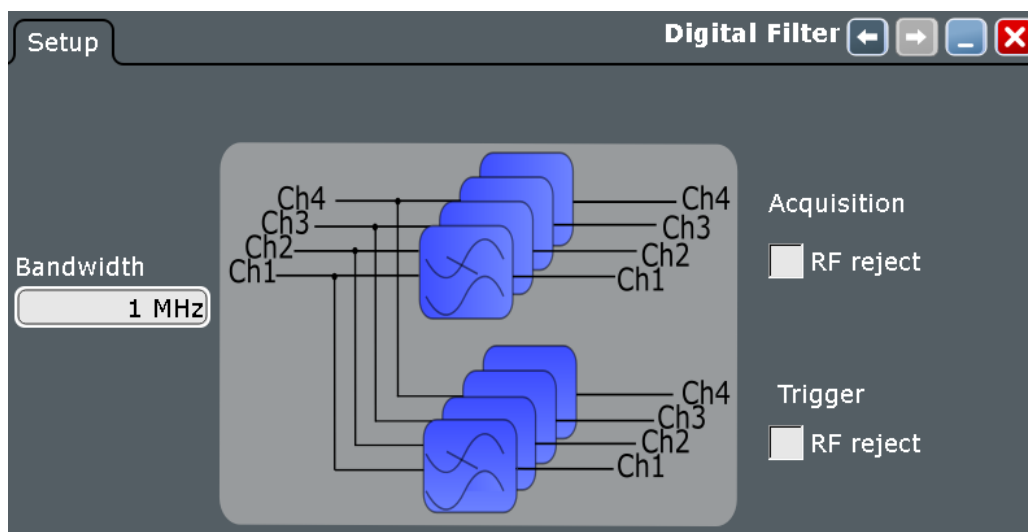 Setup
Digital Filter
Ch4
Ch3
Ch2
Ch1
Ch4
Ch3
Ch2
Ch1
Bandwidth
1 MHz
Acquisition
RF reject
Ch4
Ch3
Ch2
Ch1
Trigger
RF reject